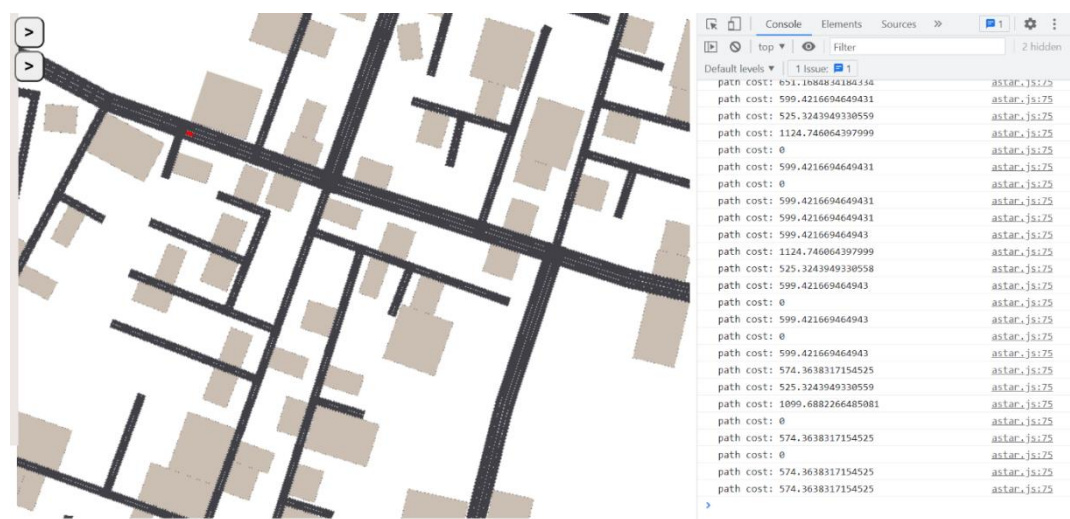 >
>
Console Elements Sources »
1
top ▼ Filter 2 hidden
Default levels ▼ 1 Issue: 1
path cost: 651.1684834184334 astar.js:75
path cost: 599.4216694649431 astar.js:75
path cost: 525.3243949330559 astar.js:75
path cost: 1124.746064397999 astar.js:75
path cost: 0 astar.js:75
path cost: 599.4216694649431 astar.js:75
path cost: 0 astar.js:75
path cost: 599.4216694649431 astar.js:75
path cost: 599.4216694649431 astar.js:75
path cost: 599.421669464943 astar.js:75
path cost: 1124.746064397999 astar.js:75
path cost: 525.3243949330558 astar.js:75
path cost: 599.421669464943 astar.js:75
path cost: 0 astar.js:75
path cost: 599.421669464943 astar.js:75
path cost: 0 astar.js:75
path cost: 599.421669464943 astar.js:75
path cost: 574.3638317154525 astar.js:75
path cost: 525.3243949330559 astar.js:75
path cost: 1099.6882266485081 astar.js:75
path cost: 0 astar.js:75
path cost: 574.3638317154525 astar.js:75
path cost: 0 astar.js:75
path cost: 574.3638317154525 astar.js:75
path cost: 574.3638317154525 astar.js:75
>